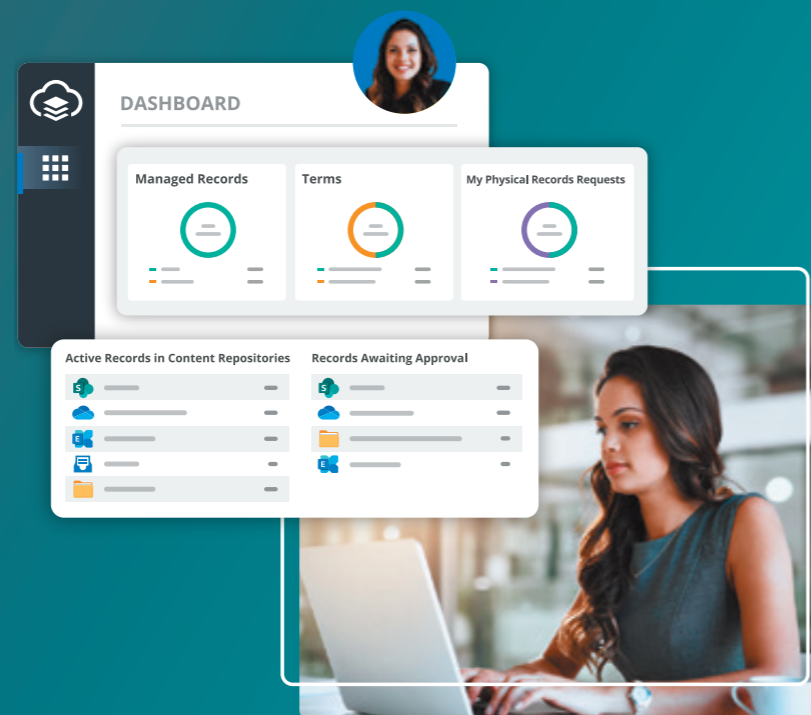 DASHBOARD
Managed Records
Terms
My Physical Records Requests
Active Records in Content Repositories
Records Awaiting Approval
S
S
E
E